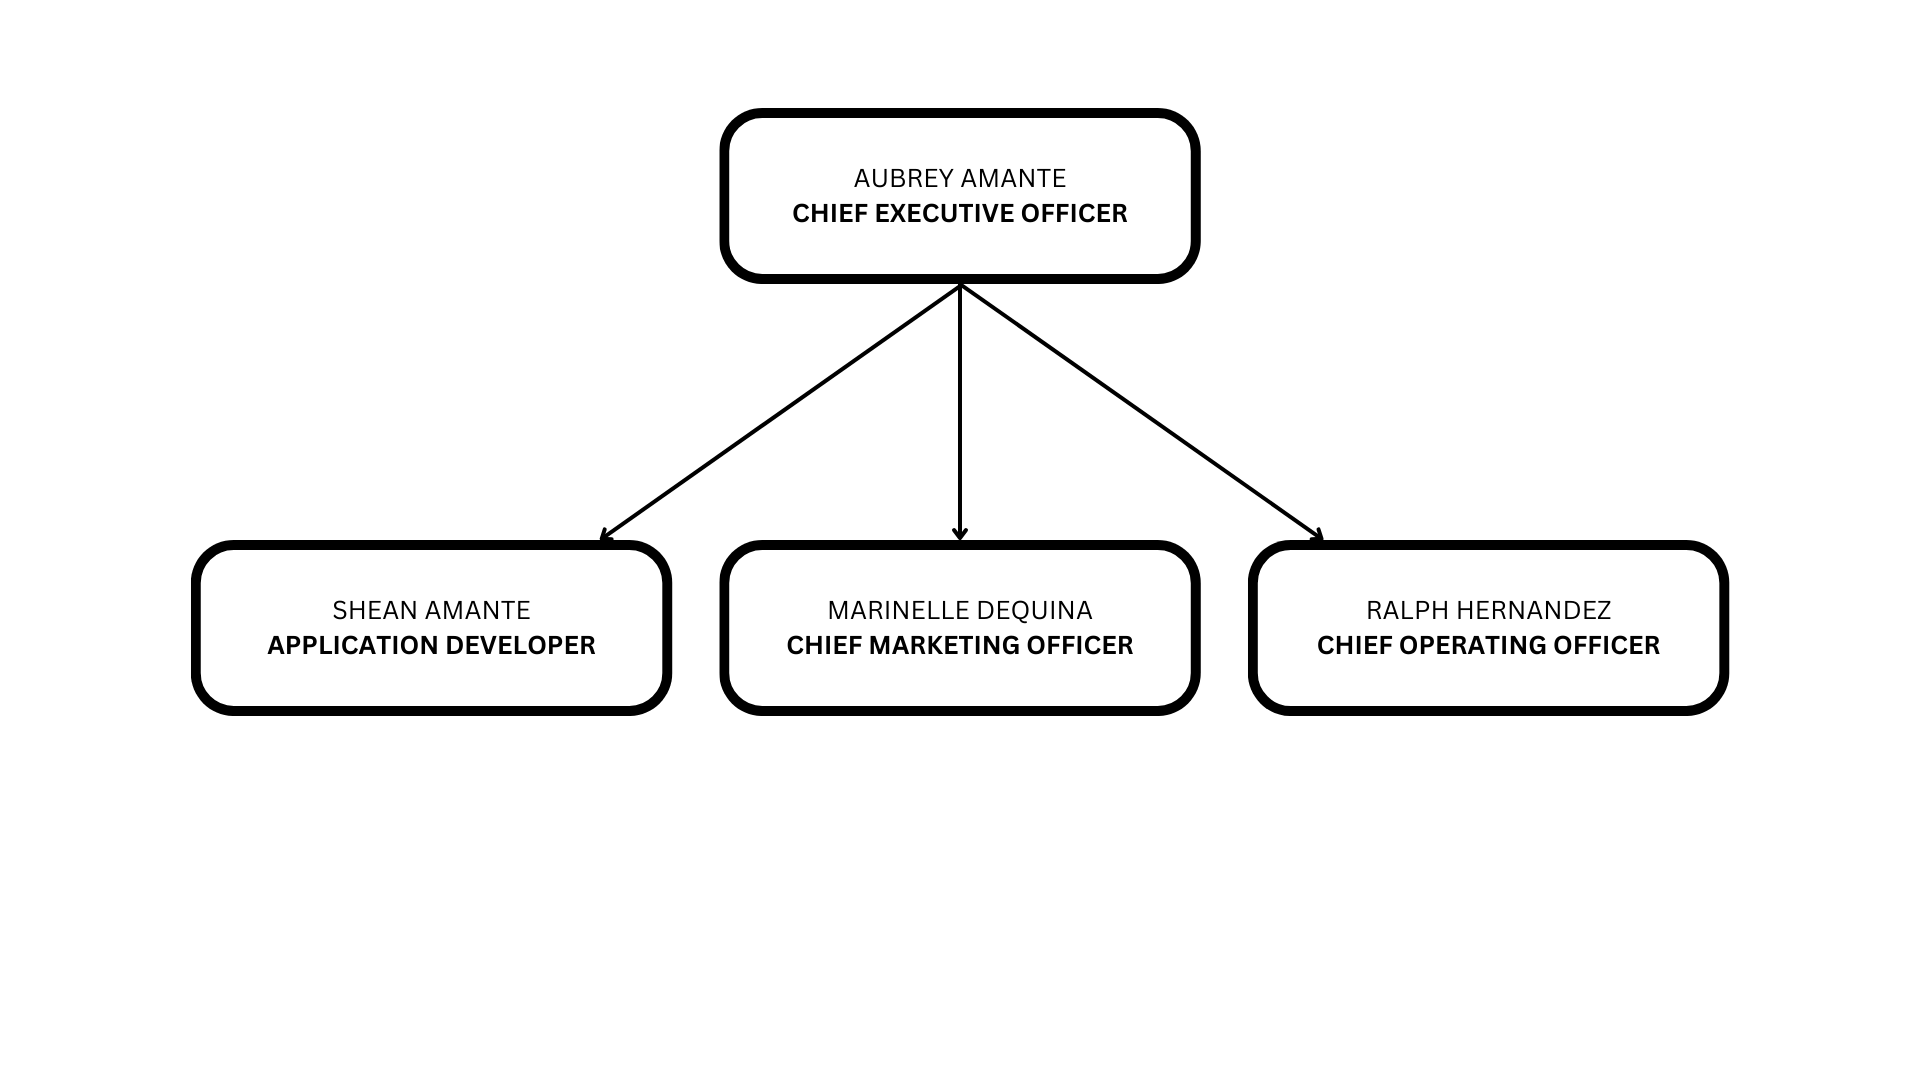 AUBREY AMANTE
CHIEF EXECUTIVE OFFICER
SHEAN AMANTE
APPLICATION DEVELOPER
MARINELLE DEQUINA
CHIEF MARKETING OFFICER
RALPH HERNANDEZ
CHIEF OPERATING OFFICER